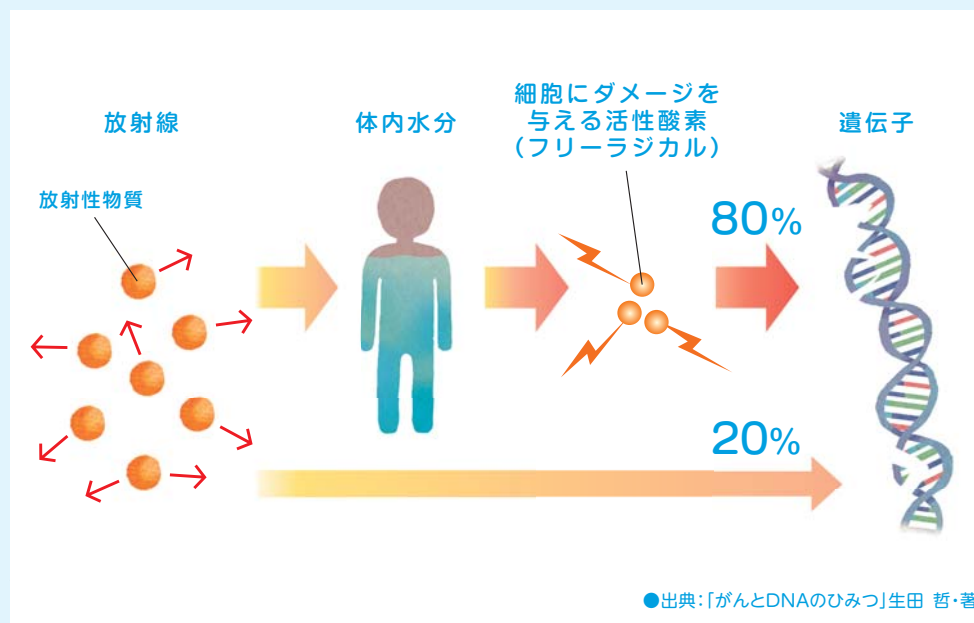 放射線
放射性物質
体内水分
細胞にダメージを
与える活性酸素
(フリーラジカル)
遺伝子
80%
20%
●出典:「がんとDNAのひみつ」生田 哲・著